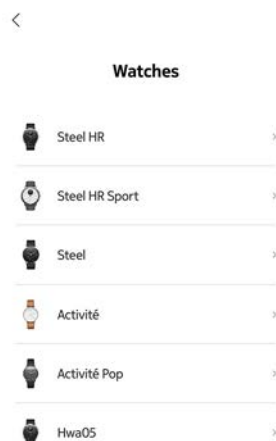 Watches
Steel HR
Steel HR Sport
Steel
Activité
Activité Pop
Hwa05